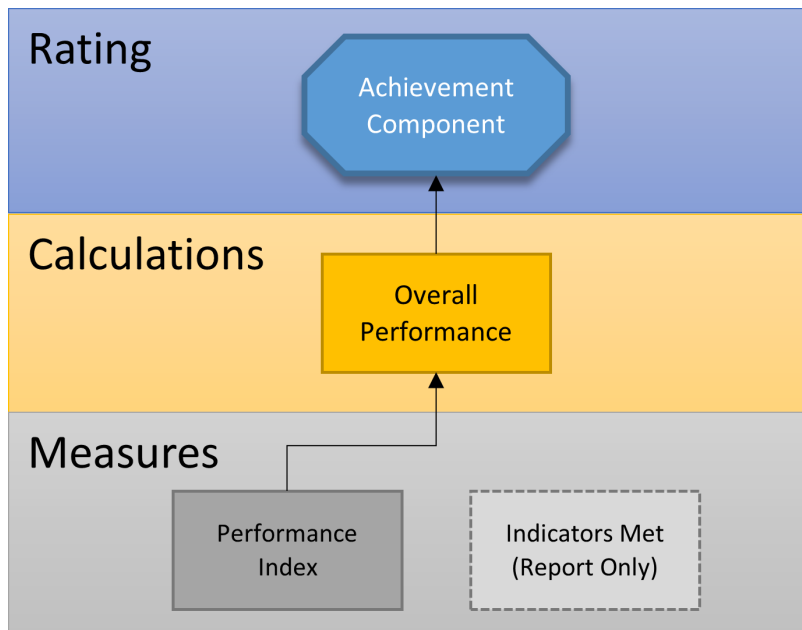 Rating
Achievement
Component
Calculations
Overall
Performance
Measures
Performance
Index
Indicators Met
(Report Only)